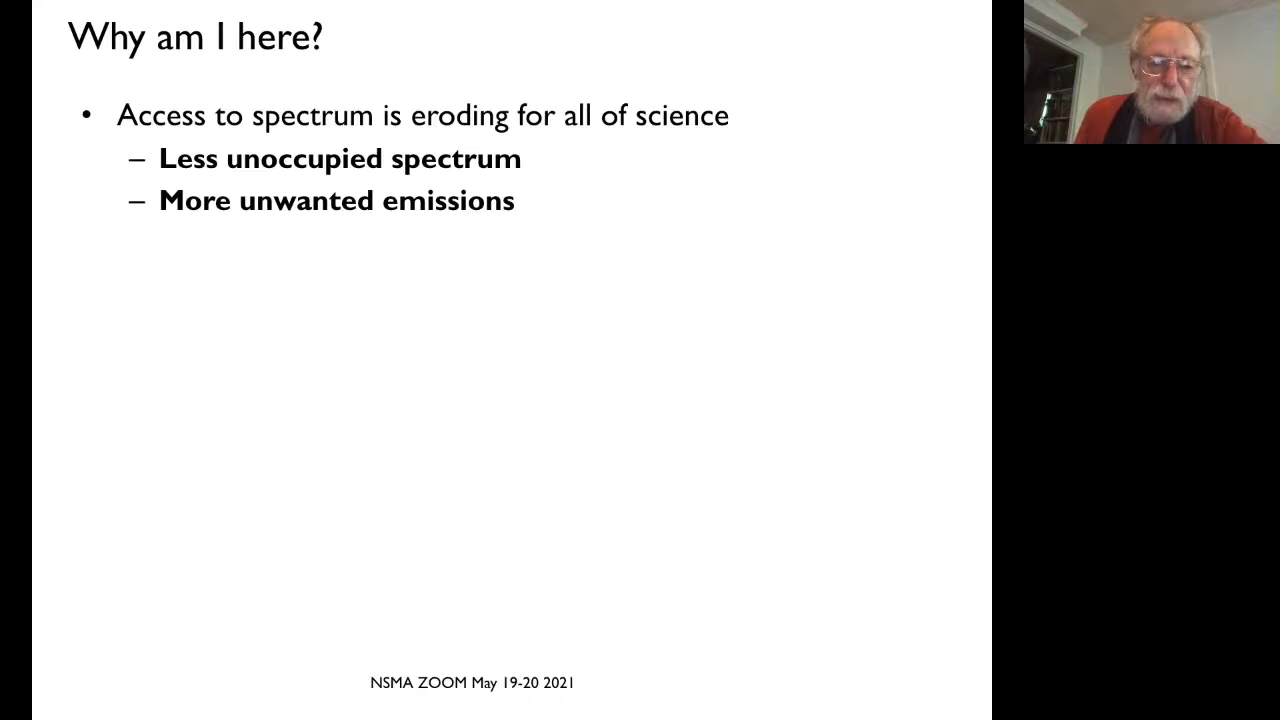 Why am I here?
• Access to spectrum is eroding for all of science
– Less unoccupied spectrum
– More unwanted emissions
NSMA ZOOM May 19-20 2021